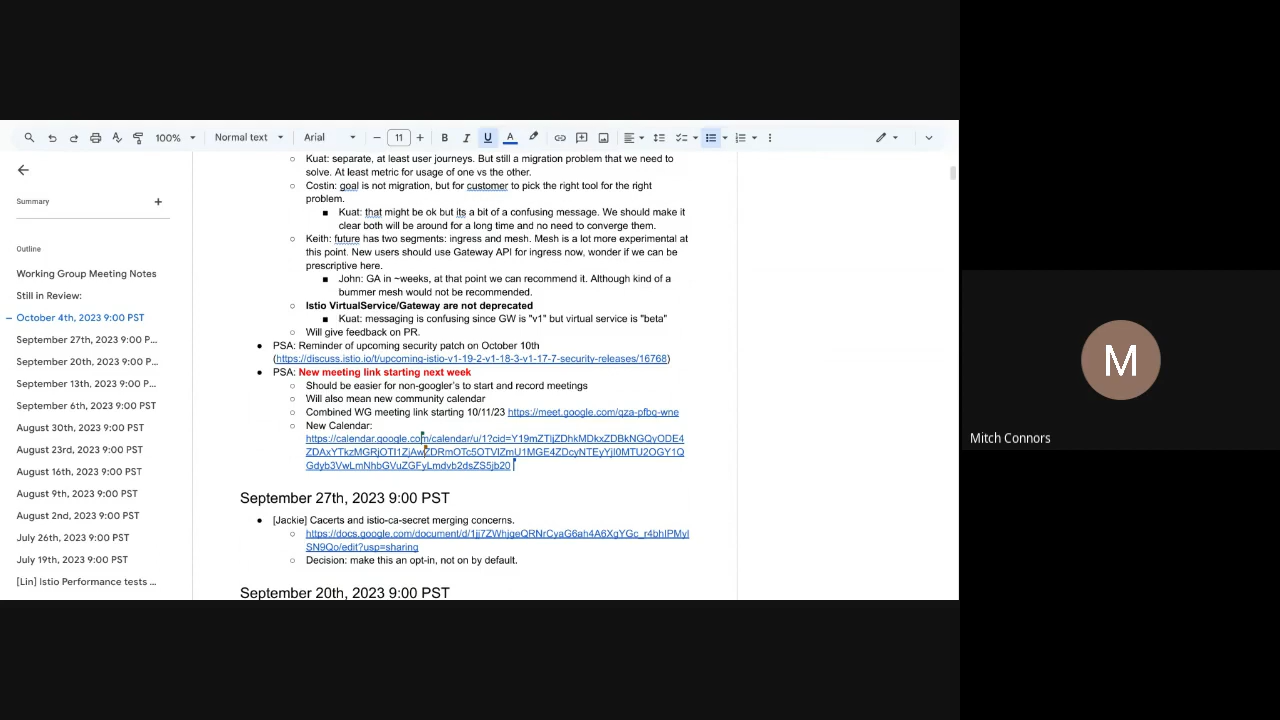 100%
Normal text
Arial
11
Summary
Outline
Working Group Meeting Notes
Still in Review:
October 4th, 2023 9:00 PST
September 27th, 2023 9:00 P...
September 20th, 2023 9:00 P...
September 13th, 2023 9:00 P...
September 6th, 2023 9:00 PST
August 30th, 2023 9:00 PST
August 23rd, 2023 9:00 PST
August 16th, 2023 9:00 PST
August 9th, 2023 9:00 PST
August 2nd, 2023 9:00 PST
July 26th, 2023 9:00 PST
July 19th, 2023 9:00 PST
[Lin] Istio Performance tests ...
Kuat: separate, at least user journeys. But still a migration problem that we need to
solve. At least metric for usage of one vs the other.
Costin: goal is not migration, but for customer to pick the right tool for the right
problem.
Kuat: that might be ok but its a bit of a confusing message. We should make it
clear both will be around for a long time and no need to converge them.
Keith: future has two segments: ingress and mesh. Mesh is a lot more experimental at
this point. New users should use Gateway API for ingress now, wonder if we can be
prescriptive here.
John: GA in ~weeks, at that point we can recommend it. Although kind of a
bummer mesh would not be recommended.
Istio VirtualService/Gateway are not deprecated
Kuat: messaging is confusing since GW is "v1" but virtual service is "beta"
Will give feedback on PR.
PSA: Reminder of upcoming security patch on October 10th
(https://discuss.istio.io/t/upcoming-istio-v1-19-2-v1-18-3-v1-17-7-security-releases/16768)
PSA: New meeting link starting next week
Should be easier for non-googler's to start and record meetings
Will also mean new community calendar
Combined WG meeting link starting 10/11/23 https://meet.google.com/qza-pfbq-wne
New Calendar:
September 27th, 2023 9:00 PST
[Jackie] Cacerts and istio-ca-secret merging concerns.
SN9Qo/edit?usp=sharing
Decision: make this an opt-in, not on by default.
September 20th, 2023 9:00 PST
M
Mitch Connors